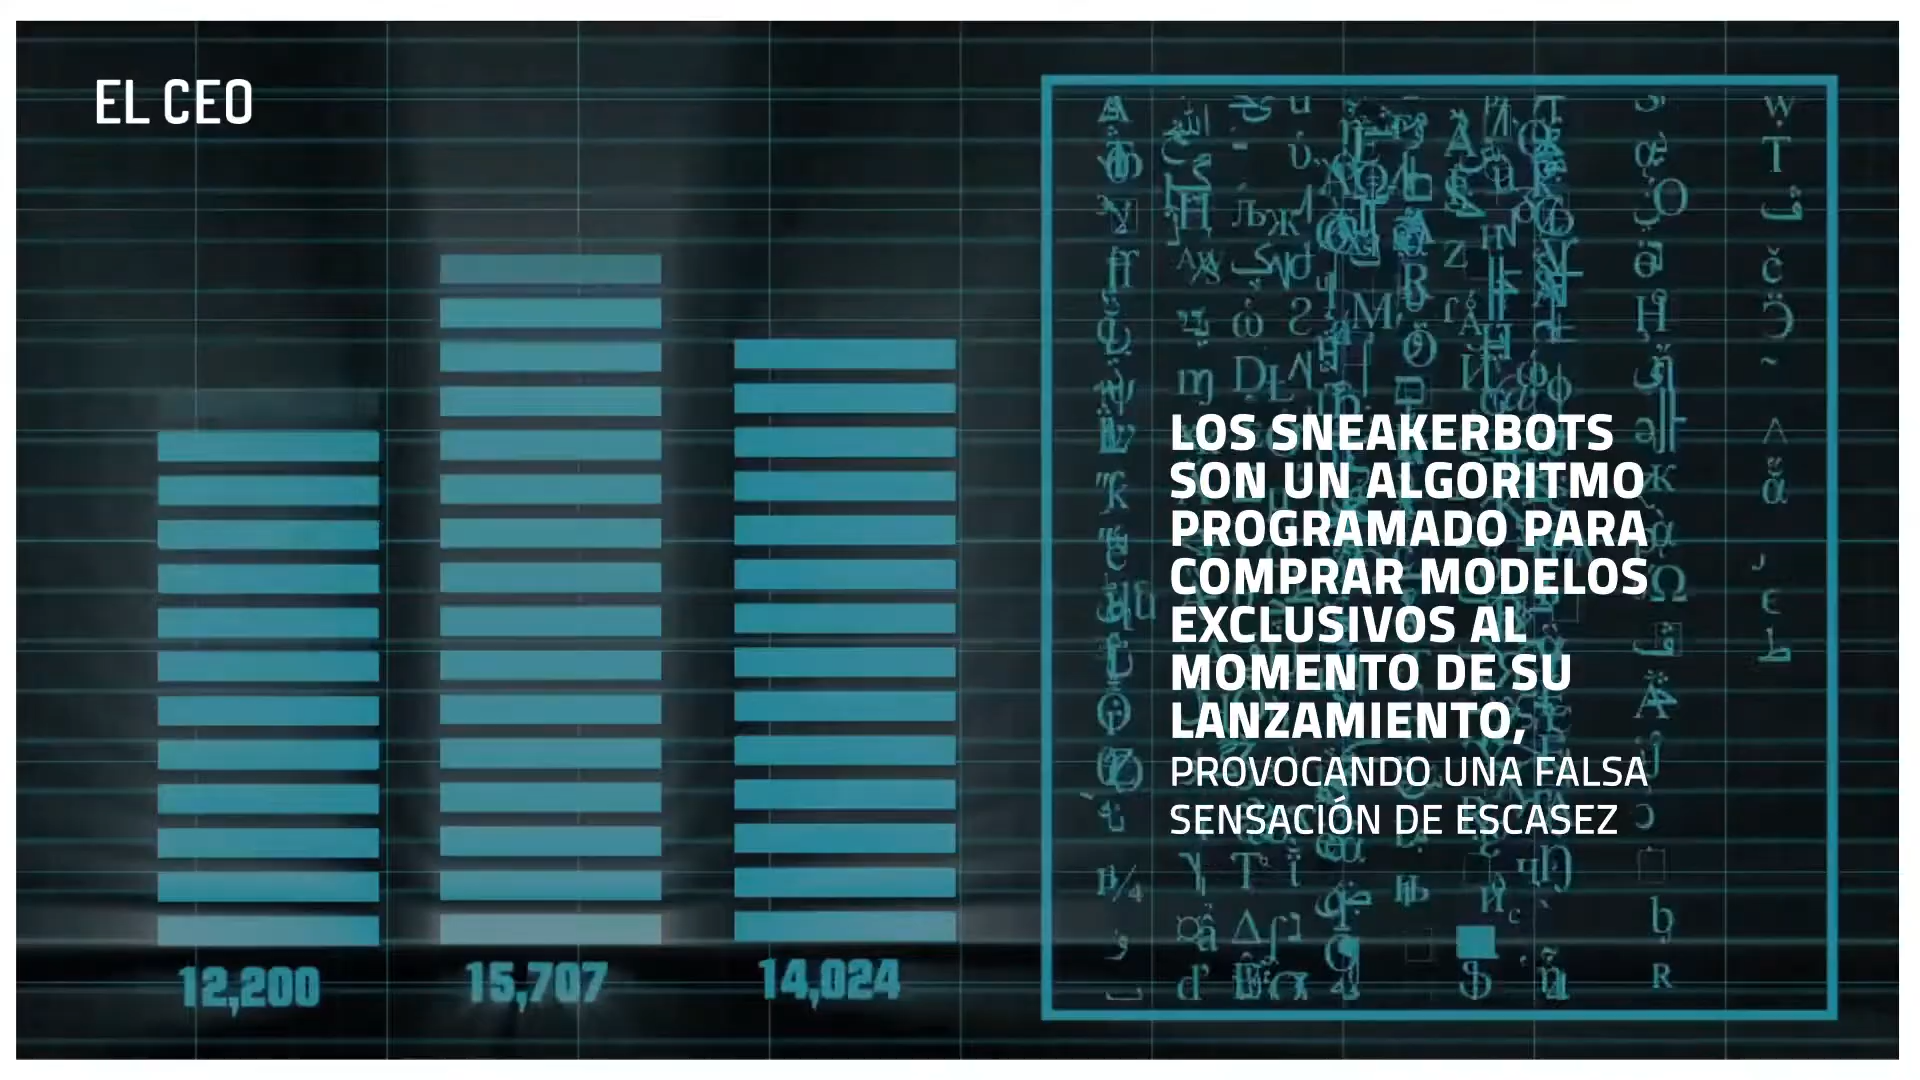 EL CEO
LOS SNEAKERBOTS
SON UN ALGORITMO
PROGRAMADO PARA
COMPRAR MODELOS
EXCLUSIVOS AL
MOMENTO DE SU
LANZAMIENTO,
PROVOCANDO UNA FALSA
SENSACIÓN DE ESCASEZ
12,200
15,707
14,024